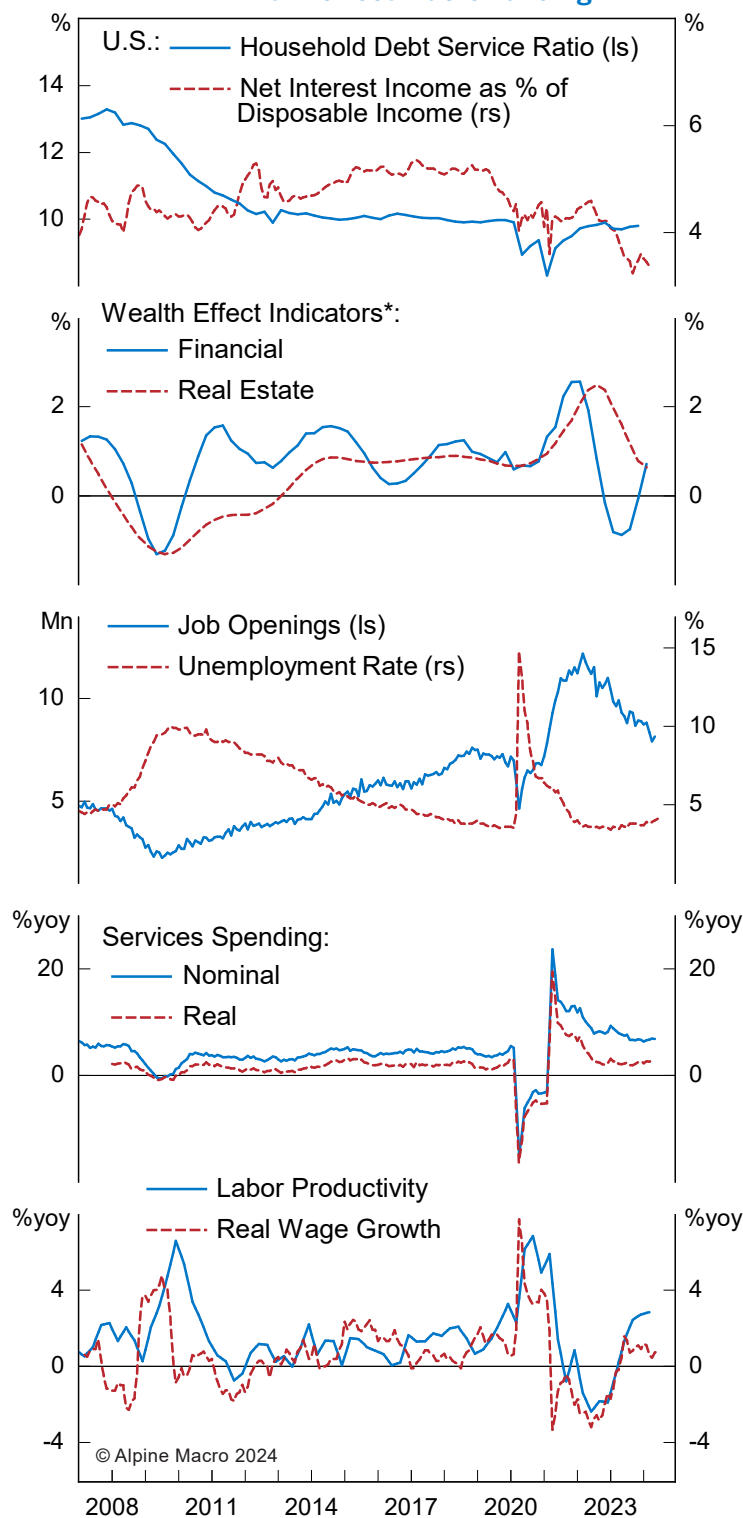 %
%
U.S.: Household Debt Service Ratio (ls)
Net Interest Income as % of
Disposable Income (rs)
14
12
10
6
4
%
%
Wealth Effect Indicators*:
Financial
Real Estate
2
0
2
0
Mn
%
Job Openings (ls)
Unemployment Rate (rs)
10
5
15
10
5
%yoy
%yoy
Services Spending:
Nominal
Real
20
0
20
0
Labor Productivity
Real Wage Growth
%yoy
%yoy
4
0
-4
4
0
-4
© Alpine Macro 2024
2008 2011 2014 2017 2020 2023